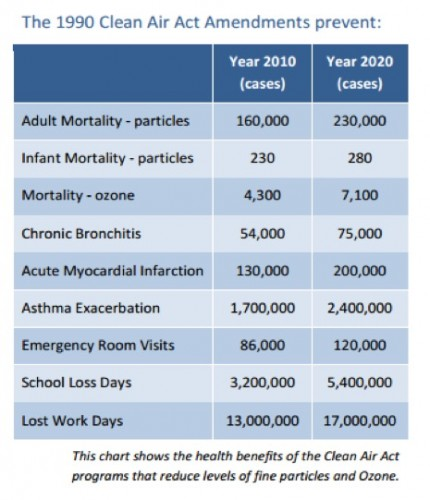 The 1990 Clean Air Act Amendments prevent:
Year 2010 Year 2020
(cases) (cases)
Adult Mortality - particles 160,000 230,000
Infant Mortality - particles 230 280
Mortality - ozone 4,300 7,100
Chronic Bronchitis 54,000 75,000
Acute Myocardial Infarction 130,000 200,000
Asthma Exacerbation 1,700,000 2,400,000
Emergency Room Visits 86,000 120,000
School Loss Days 3,200,000 5,400,000
Lost Work Days 13,000,000 17,000,000
This chart shows the health benefits of the Clean Air Act
programs that reduce levels of fine particles and Ozone.